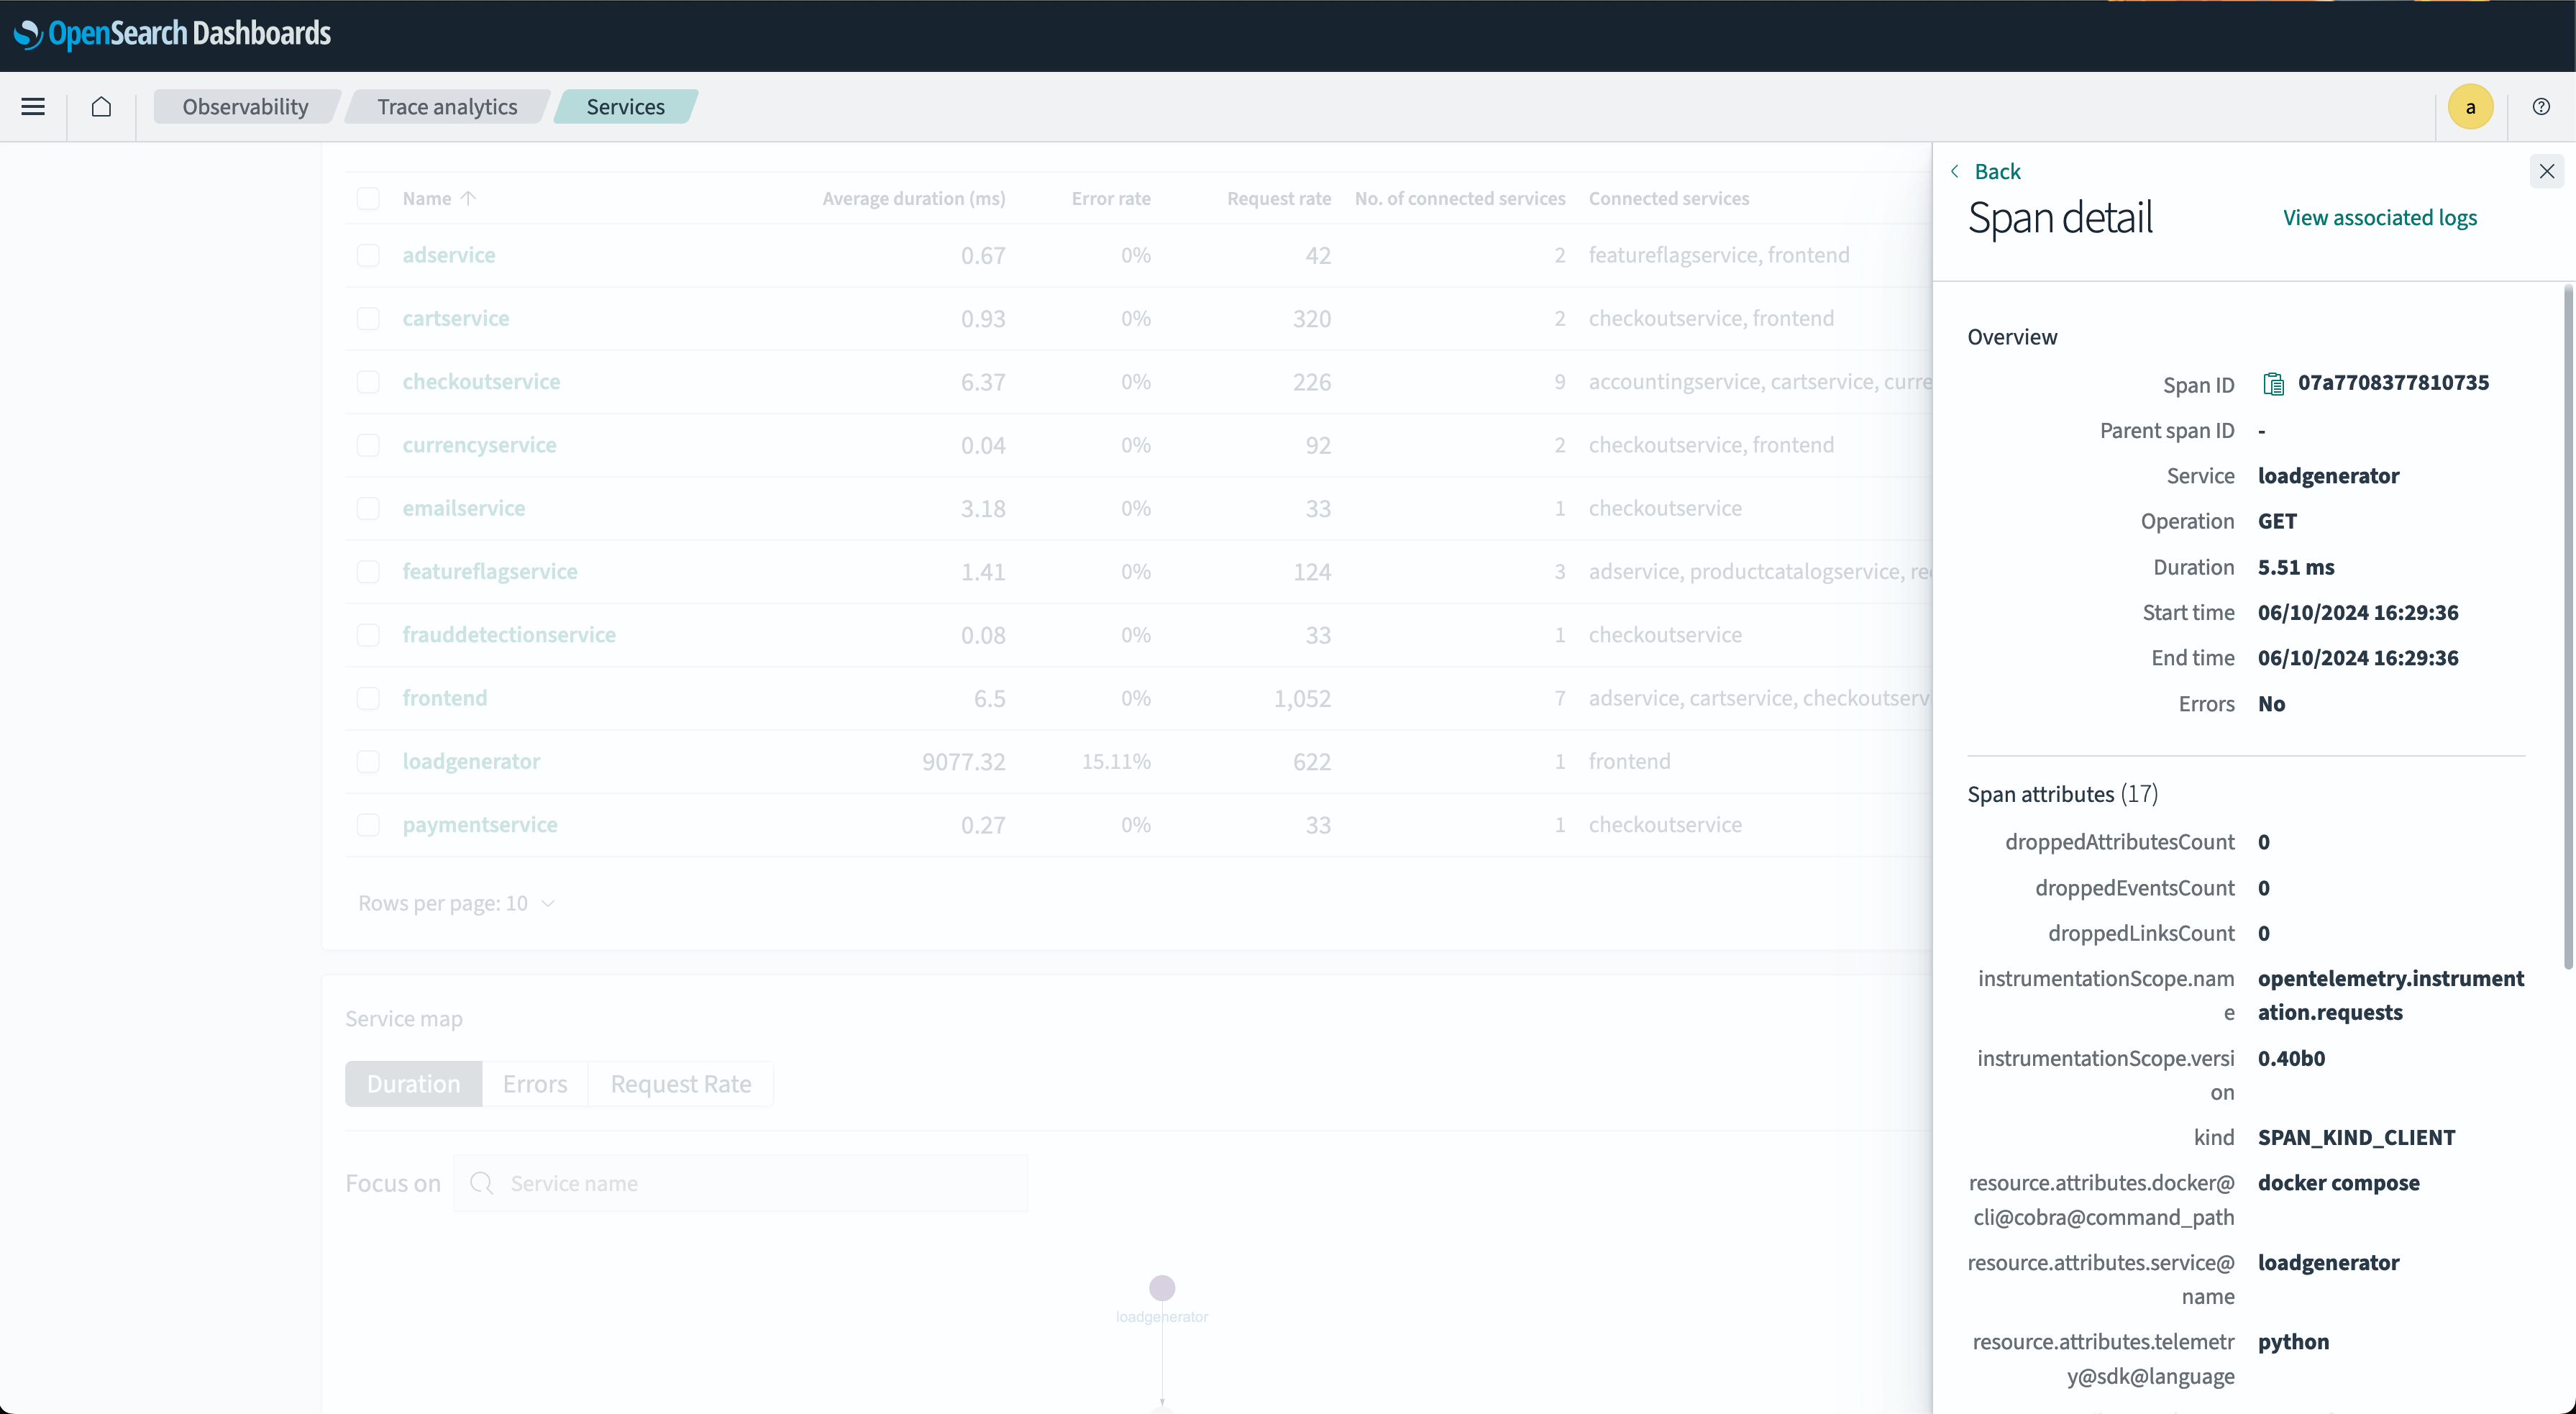 OpenSearch Dashboards
Observability
Trace analytics
Services
a
Name
Average duration (ms)
Error rate
Request rate
No. of connected services
Connected services
adservice
0.67
0%
42
2
featureflagservice, frontend
cartservice
0.93
0%
320
2
checkoutservice, frontend
checkoutservice
6.37
0%
226
9
accountingservice, cartservice, curre
currencyservice
0.04
0%
92
2
checkoutservice, frontend
emailservice
3.18
0%
33
1
checkoutservice
featureflagservice
1.41
0%
124
3
adservice, productcatalogservice, re
frauddetectionservice
0.08
0%
33
1
checkoutservice
frontend
6.5
0%
1,052
7
adservice, cartservice, checkoutserv
loadgenerator
9077.32
15.11%
622
1
frontend
paymentservice
0.27
0%
33
1
checkoutservice
Rows per page: 10
Service map
Duration
Errors
Request Rate
Focus on
Service name
loadgenerator
Back
Span detail
View associated logs
Overview
Span ID
07a7708377810735
Parent span ID
-
Service
loadgenerator
Operation
GET
Duration
5.51 ms
Start time
06/10/2024 16:29:36
End time
06/10/2024 16:29:36
Errors
No
Span attributes (17)
droppedAttributesCount
0
droppedEventsCount
0
droppedLinksCount
0
instrumentationScope.nam
e
opentelemetry.instrument
ation.requests
instrumentationScope.versi
on
0.40b0
kind
SPAN_KIND_CLIENT
resource.attributes.docker@
cli@cobra@command_path
docker compose
resource.attributes.service@
name
loadgenerator
resource.attributes.telemetr
y@sdk@language
python